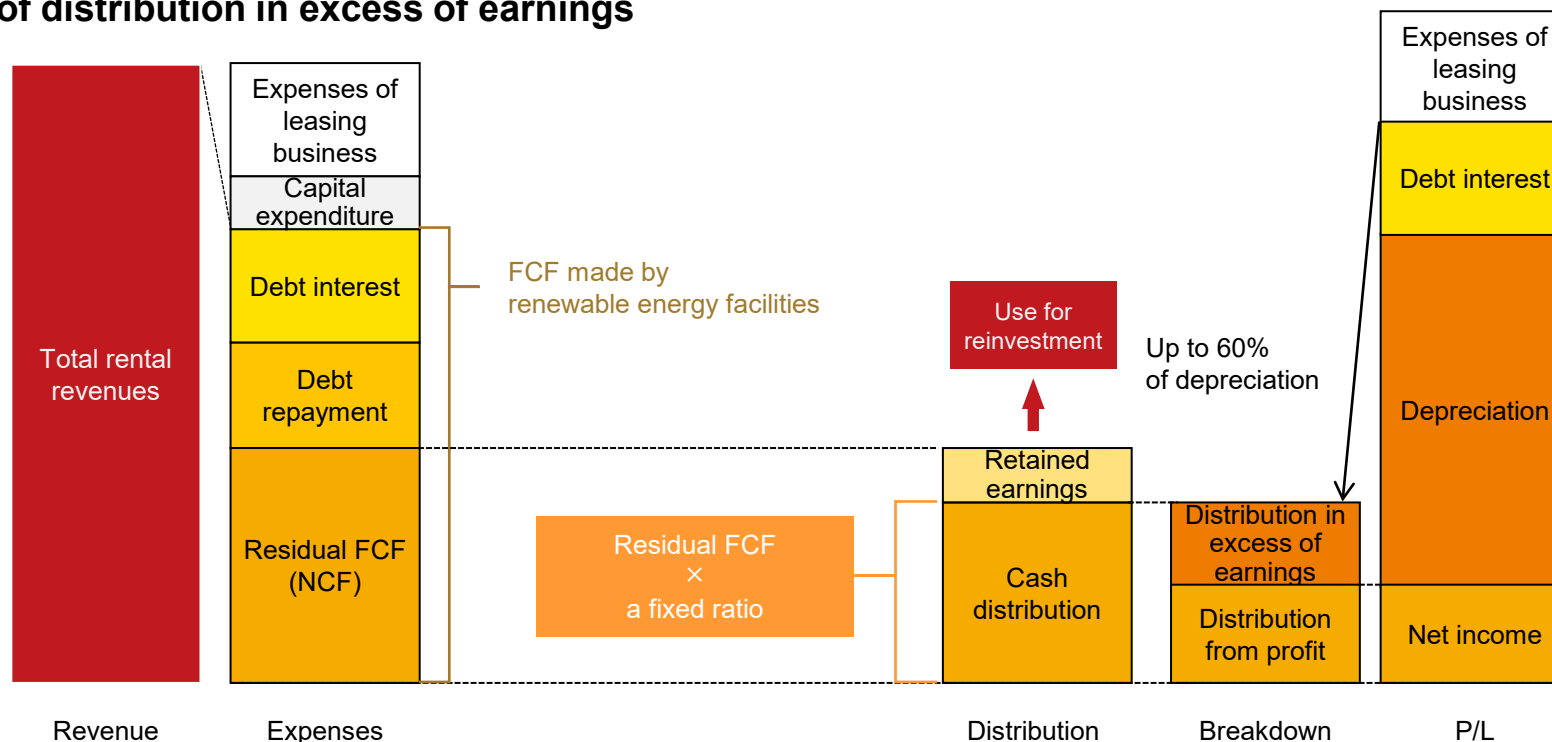 of distribution in excess of earnings
Total rental
revenues
Expenses of
leasing
business
Capital
expenditure
Debt interest
Debt
repayment
Residual FCF
(NCF)
FCF made by
renewable energy facilities
Residual FCF
×
a fixed ratio
Use for
reinvestment
Retained
earnings
Cash
distribution
Up to 60%
of depreciation
Distribution in
excess of
earnings
Distribution
from profit
Expenses of
leasing
business
Debt interest
Depreciation
Net income
Revenue
Expenses
Distribution
Breakdown
P/L